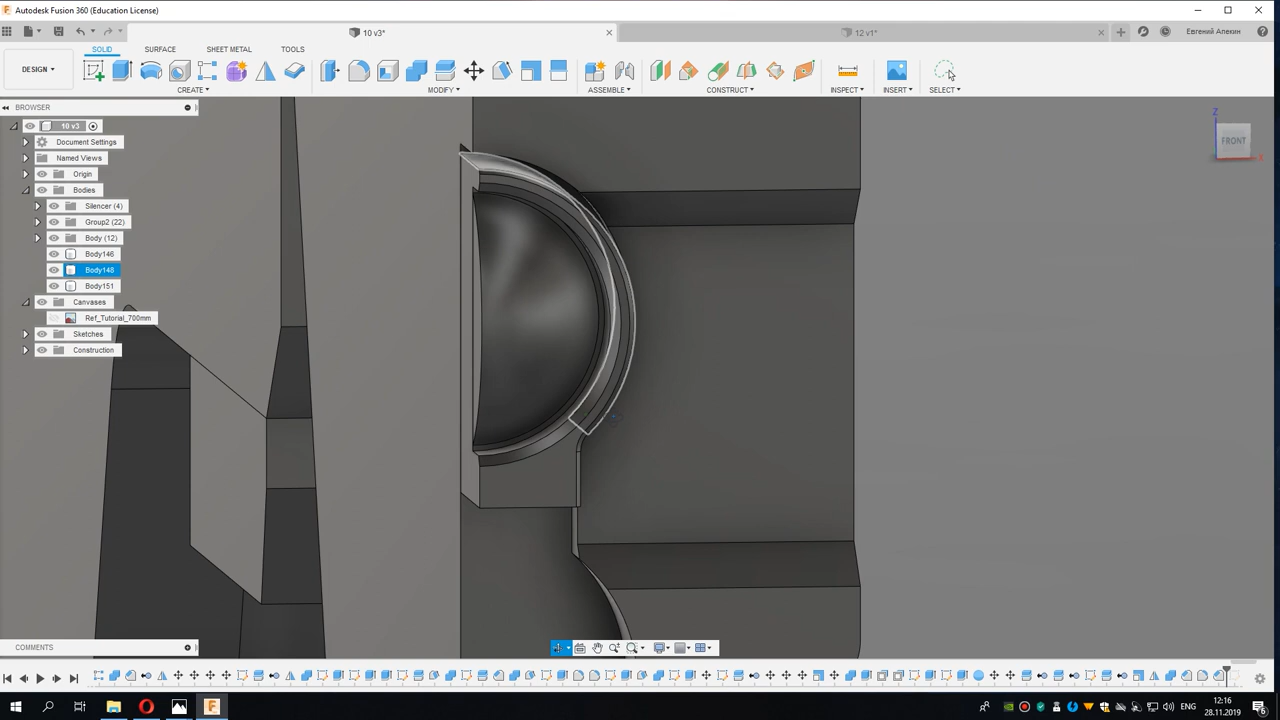 Autodesk Fusion 360 (Education License)
10 v3*
12 v1*
Евгений Апекин
DESIGN
SOLID
SURFACE
SHEET METAL
TOOLS
CREATE
MODIFY
ASSEMBLE
CONSTRUCT
INSPECT
INSERT
SELECT
BROWSER
10 v3
Document Settings
Named Views
Origin
Bodies
Silencer (4)
Group2 (22)
Body (12)
Body146
Body148
Body151
Canvases
Ref_Tutorial_700mm
Sketches
Construction
Z
FRONT
X
COMMENTS
ENG
12:16
28.11.2019
6